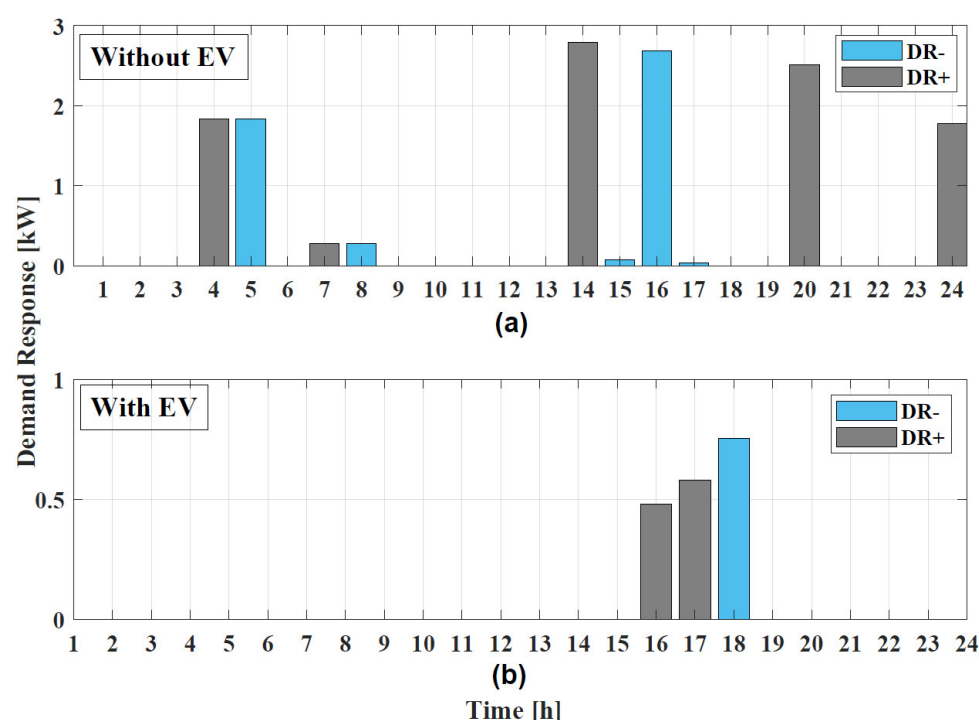 Demand Response [kW]
3
2
1
0
Without EV
DR-
DR+
1 2 3 4 5 6 7 8 9 10 11 12 13 14 15 16 17 18 19 20 21 22 23 24
(a)
1
0.5
0
With EV
DR-
DR+
1 2 3 4 5 6 7 8 9 10 11 12 13 14 15 16 17 18 19 20 21 22 23 24
(b)
Time [h]